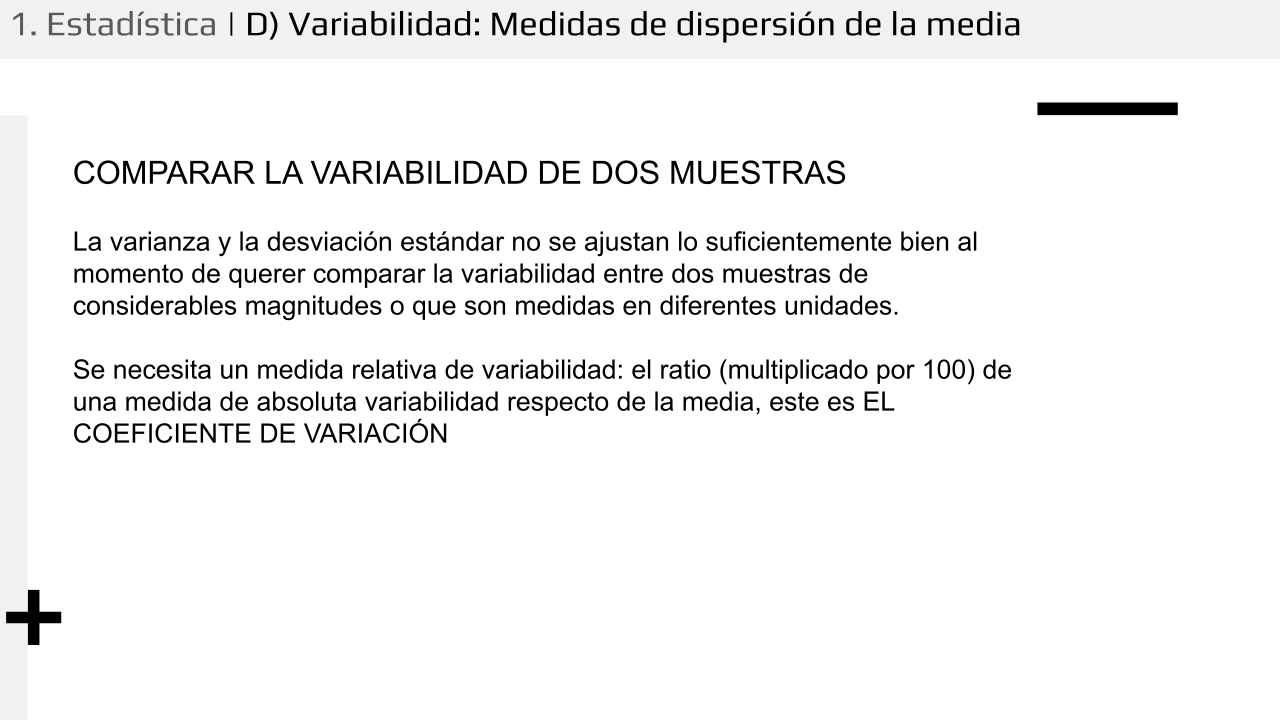 1. Estadística | D) Variabilidad: Medidas de dispersión de la media
COMPARAR LA VARIABILIDAD DE DOS MUESTRAS
La varianza y la desviación estándar no se ajustan lo suficientemente bien al
momento de querer comparar la variabilidad entre dos muestras de
considerables magnitudes o que son medidas en diferentes unidades.
Se necesita un medida relativa de variabilidad: el ratio (multiplicado por 100) de
una medida de absoluta variabilidad respecto de la media, este es EL
COEFICIENTE DE VARIACIÓN